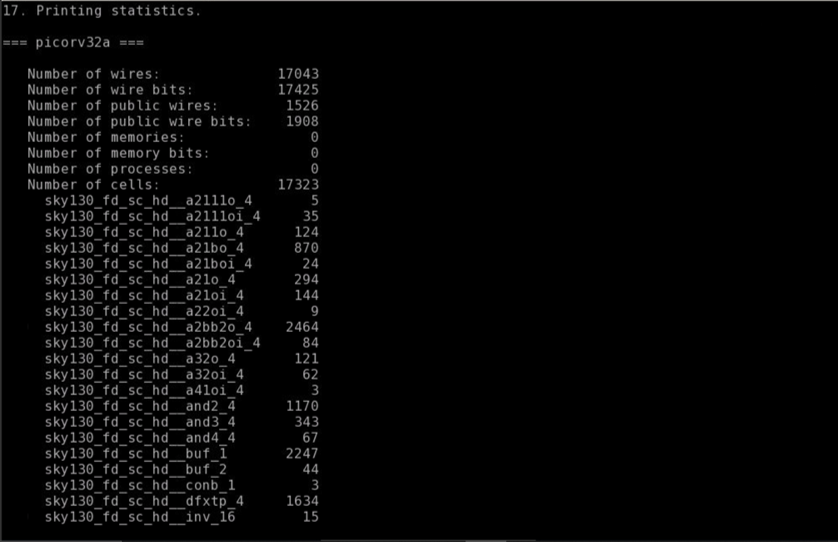 17. Printing statistics.
=== picorv32a ===
Number of wires: 17043
Number of wire bits: 17425
Number of public wires: 1526
Number of public wire bits: 1908
Number of memories: 0
Number of memory bits: 0
Number of processes: 0
Number of cells: 17323
sky130_fd_sc_hd__a2111o_4 5
sky130_fd_sc_hd__a2111oi_4 35
sky130_fd_sc_hd__a211o_4 124
sky130_fd_sc_hd__a21bo_4 870
sky130_fd_sc_hd__a21boi_4 24
sky130_fd_sc_hd__a21o_4 294
sky130_fd_sc_hd__a21oi_4 144
sky130_fd_sc_hd__a22oi_4 9
sky130_fd_sc_hd__a2bb2o_4 2464
sky130_fd_sc_hd__a2bb2oi_4 84
sky130_fd_sc_hd__a32o_4 121
sky130_fd_sc_hd__a32oi_4 62
sky130_fd_sc_hd__a41oi_4 3
sky130_fd_sc_hd__and2_4 1170
sky130_fd_sc_hd__and3_4 343
sky130_fd_sc_hd__and4_4 67
sky130_fd_sc_hd__buf_1 2247
sky130_fd_sc_hd__buf_2 44
sky130_fd_sc_hd__conb_1 3
sky130_fd_sc_hd__dfxtp_4 1634
sky130_fd_sc_hd__inv_16 15